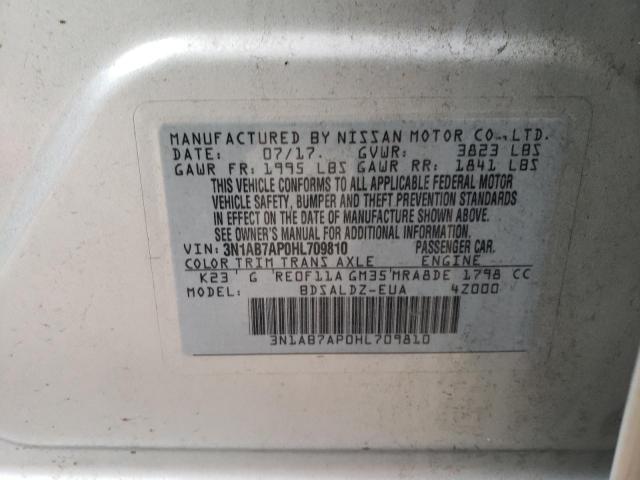 MANUFACTURED BY NISSAN MOTOR CO.,LTD.
DATE: 07/17. GVWR: 3823 LBS
GAWR FR: 1995 LBS GAWR RR: 1841 LBS
THIS VEHICLE CONFORMS TO ALL APPLICABLE FEDERAL MOTOR
VEHICLE SAFETY, BUMPER AND THEFT PREVENTION STANDARDS
IN EFFECT ON THE DATE OF MANUFACTURE SHOWN ABOVE.
SEE OWNER'S MANUAL FOR ADDITIONAL INFORMATION.
VIN: 3N1AB7AP0HL709810 PASSENGER CAR.
COLOR TRIM TRANS AXLE ENGINE
K23 G RE0F11A GM35 MRA8DE 1798 CC
MODEL: BDSALDZ-EUA 4Z000
3N1AB7AP0HL709810